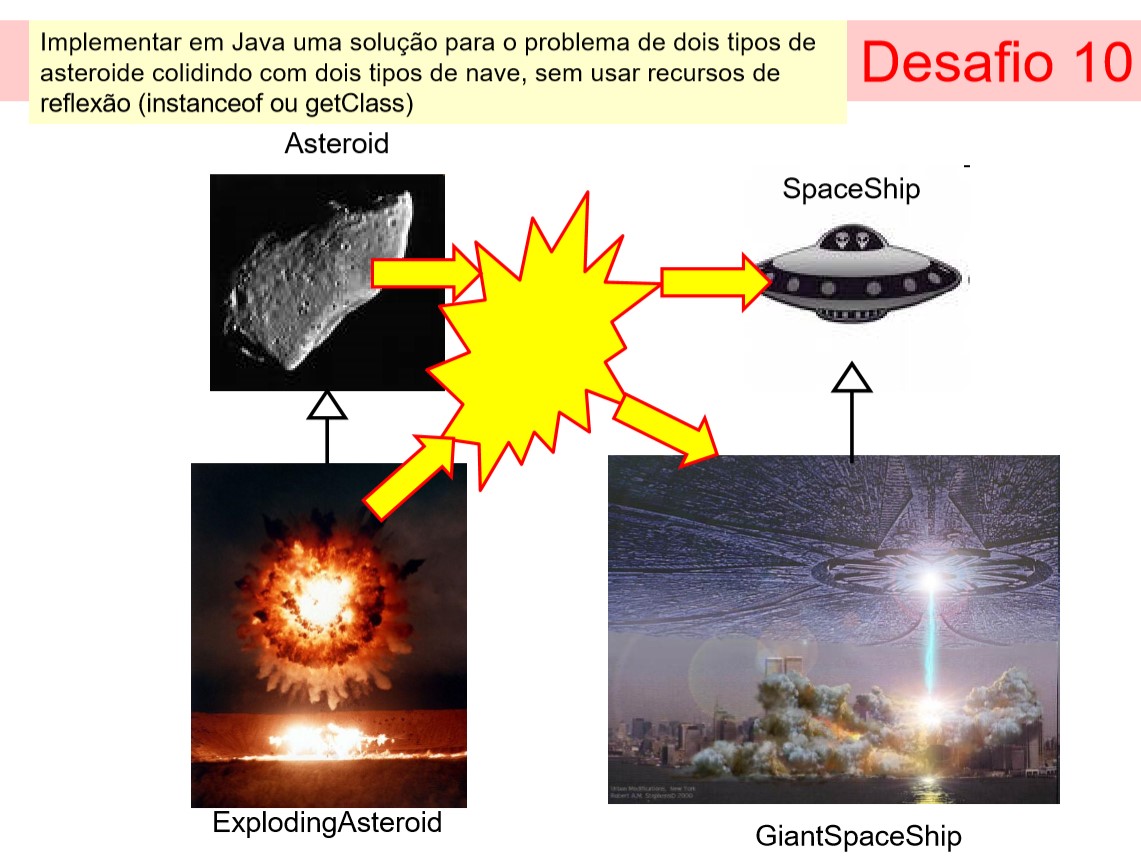 Implementar em Java uma solução para o problema de dois tipos de
asteroide colidindo com dois tipos de nave, sem usar recursos de
reflexão (instanceof ou getClass)
Desafio 10
Asteroid
SpaceShip
ExplodingAsteroid
GiantSpaceShip